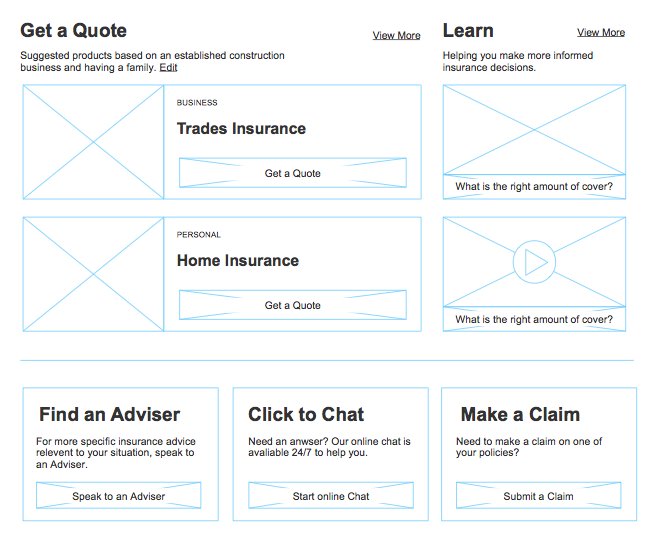 Get a Quote
View More
Suggested products based on an established construction
business and having a family. Edit
BUSINESS
Trades Insurance
Get a Quote
PERSONAL
Home Insurance
Get a Quote
Learn
View More
Helping you make more informed
insurance decisions.
What is the right amount of cover?
What is the right amount of cover?
Find an Adviser
For more specific insurance advice
relevent to your situation, speak to
an Adviser.
Speak to an Adviser
Click to Chat
Need an anwser? Our online chat is
avaliable 24/7 to help you.
Start online Chat
Make a Claim
Need to make a claim on one of
your policies?
Submit a Claim